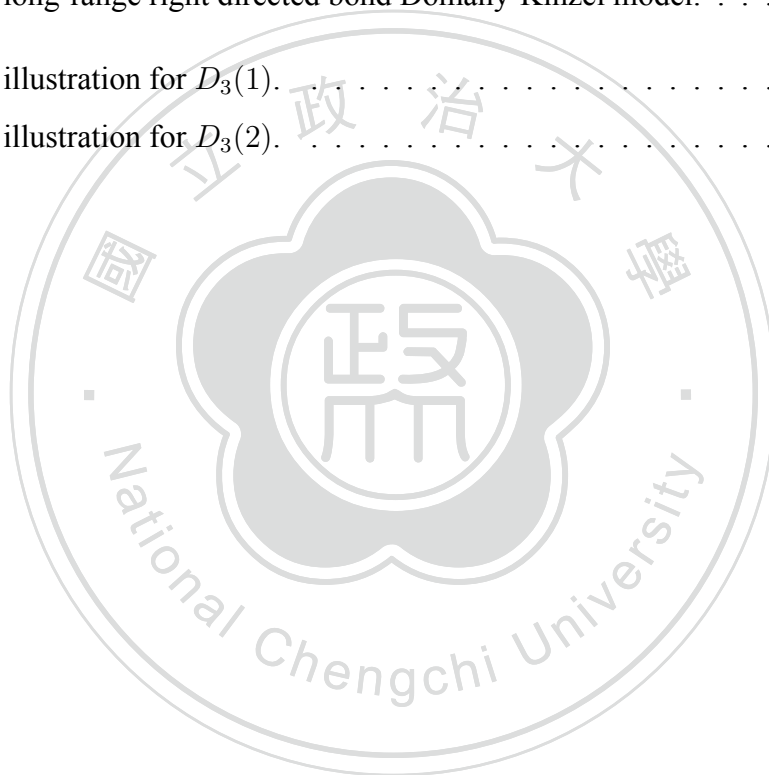 long range right directed bond Domany-Kinzel model. . . .
illustration for D₃(1). . . . . . . . . . . . . . . . . . . . .
illustration for D₃(2). . . . . . . . . . . . . . . . . . . . .
國立政治大學
政
National Chengchi University